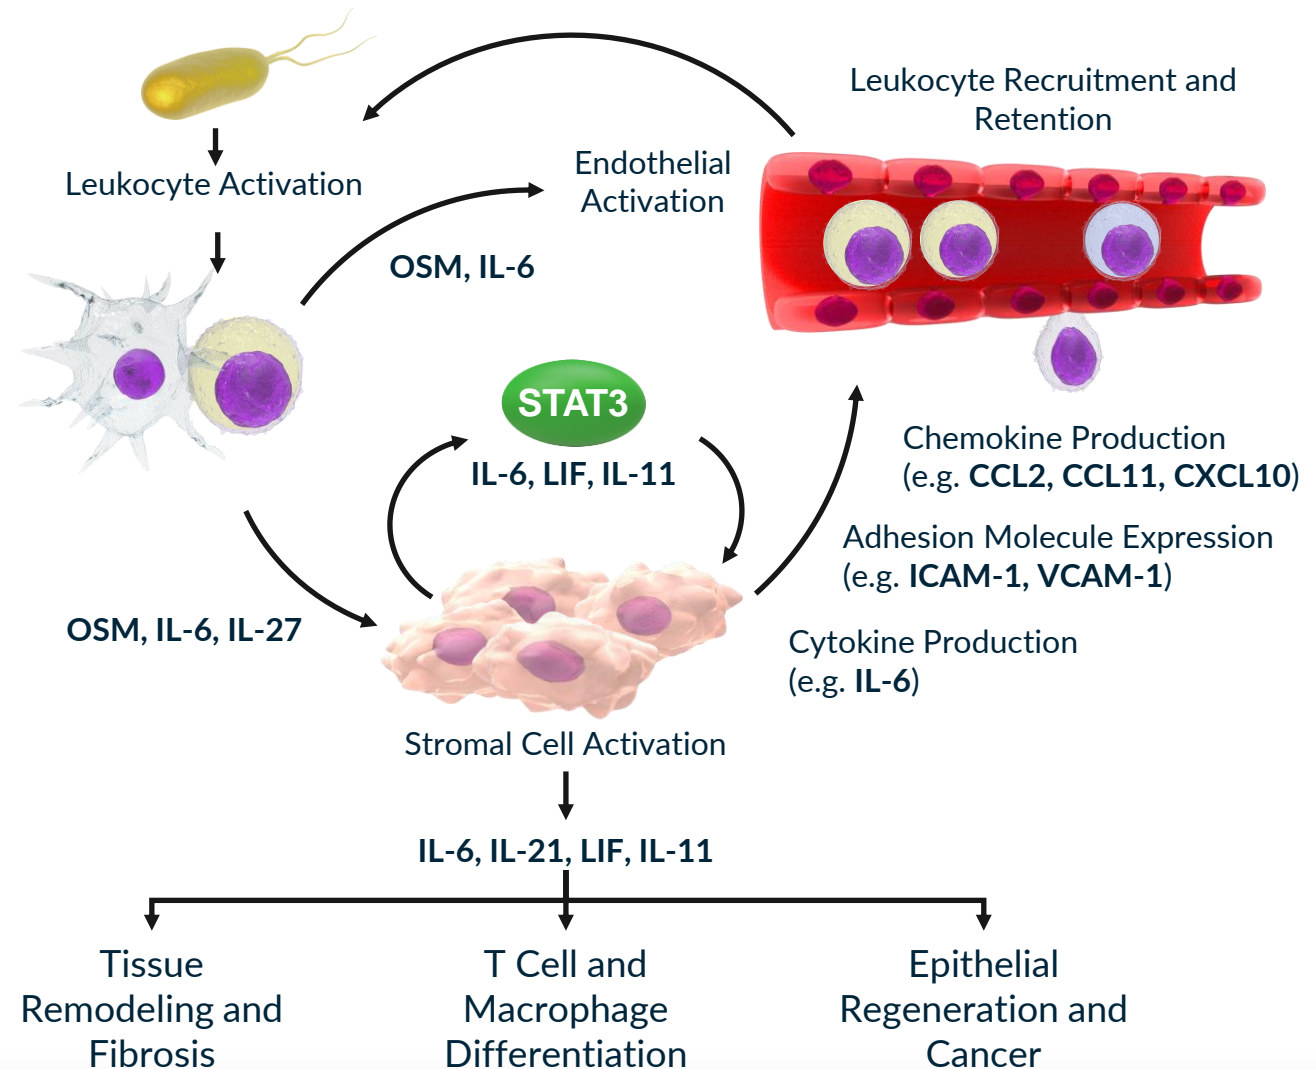 Leukocyte Recruitment and
Retention
Leukocyte Activation
Endothelial
Activation
OSM, IL-6
STAT3
IL-6, LIF, IL-11
Chemokine Production
(e.g. CCL2, CCL11, CXCL10)
Adhesion Molecule Expression
(e.g. ICAM-1, VCAM-1)
OSM, IL-6, IL-27
Cytokine Production
(e.g. IL-6)
Stromal Cell Activation
IL-6, IL-21, LIF, IL-11
Tissue
Remodeling and
Fibrosis
T Cell and
Macrophage
Differentiation
Epithelial
Regeneration and
Cancer